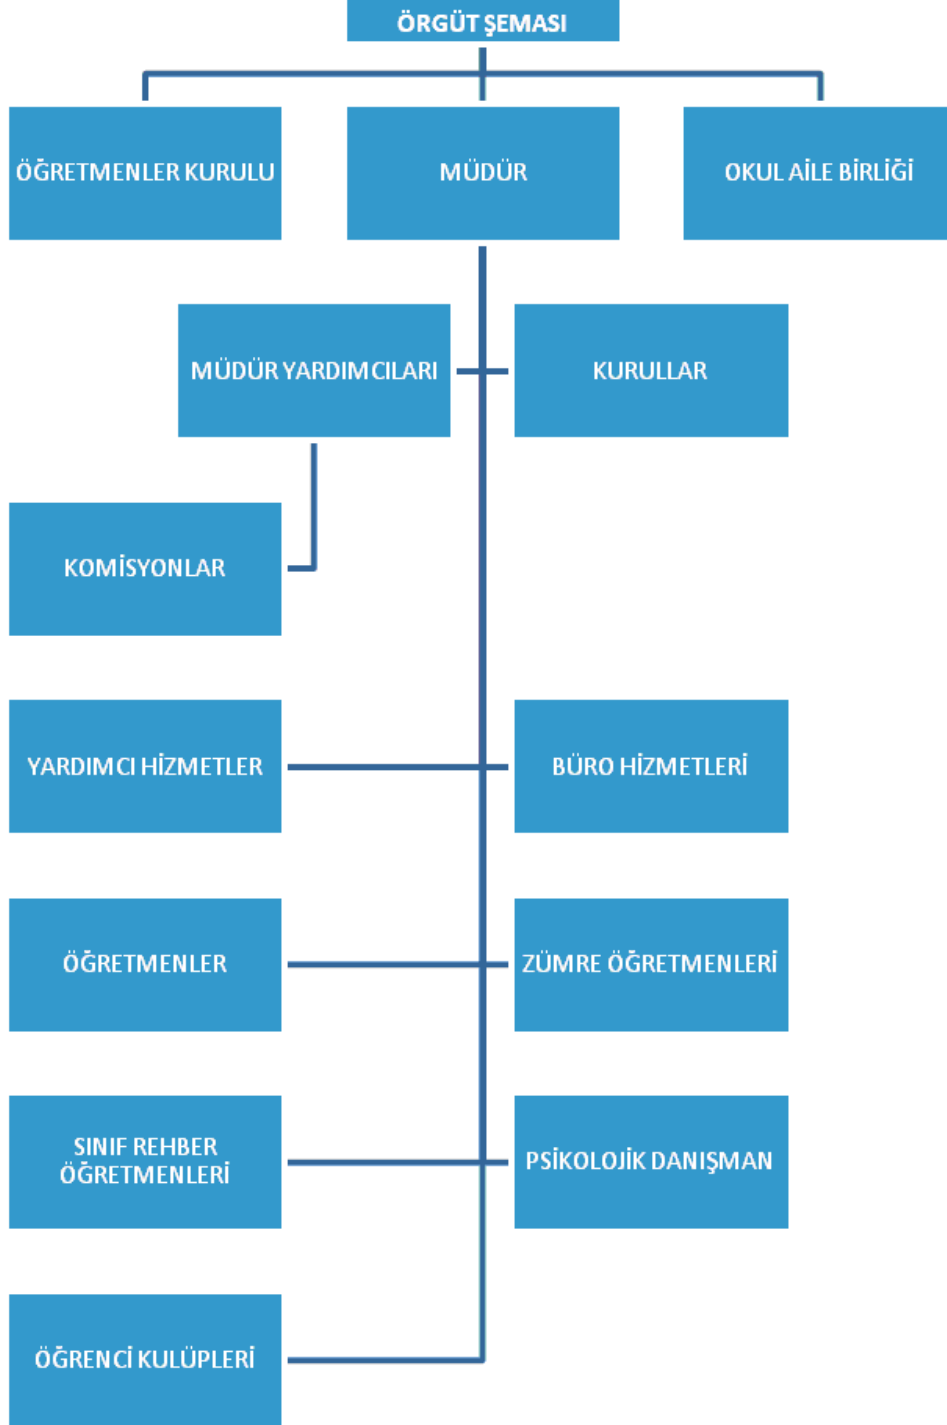 ÖRGÜT ŞEMASI
ÖĞRETMENLER KURULU
MÜDÜR
OKUL AİLE BİRLİĞİ
MÜDÜR YARDIMCILARI
KURULLAR
KOMİSYONLAR
YARDIMCI HİZMETLER
BÜRO HİZMETLERİ
ÖĞRETMENLER
ZÜMRE ÖĞRETMENLERİ
SINIF REHBER
ÖĞRETMENLERİ
PSİKOLOJİK DANIŞMAN
ÖĞRENCİ KULÜPLERİ